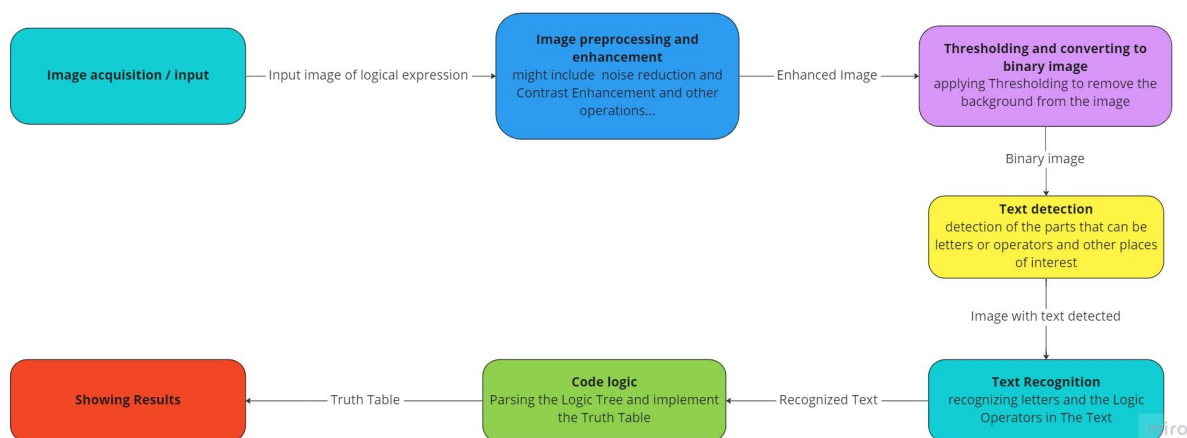 Image acquisition / input
Input image of logical expression
Image preprocessing and
enhancement
might include noise reduction and
Contrast Enhancement and other
operations...
Enhanced Image
Thresholding and converting to
binary image
applying Thresholding to remove the
background from the image
Binary image
Text detection
detection of the parts that can be
letters or operators and other places
of interest
Image with text detected
Text Recognition
recognizing letters and the Logic
Operators in The Text
Recognized Text
Code logic
Parsing the Logic Tree and implement
the Truth Table
Truth Table
Showing Results
miro